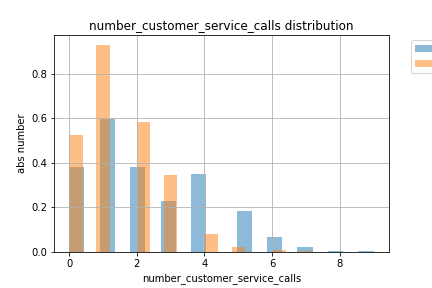 number_customer_service_calls distribution
abs number
0.8
0.6
0.4
0.2
0.0
0 2 4 6 8
number_customer_service_calls